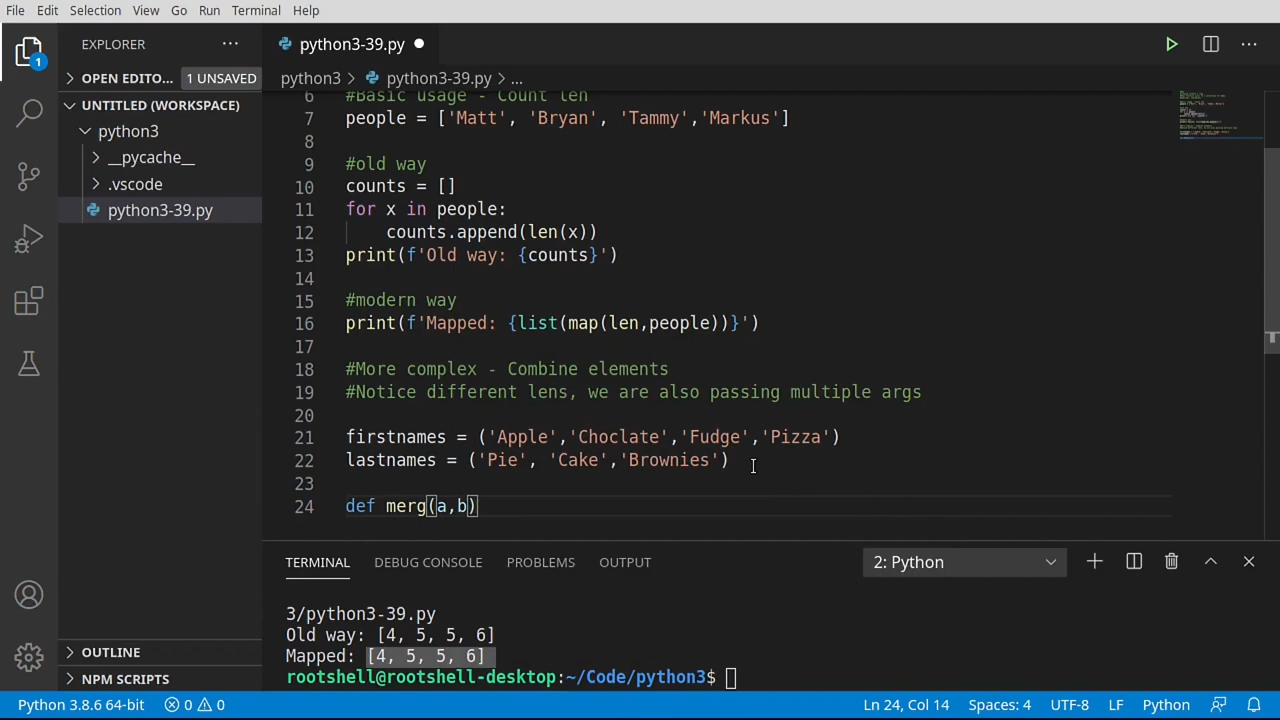 File Edit Selection View Go Run Terminal Help
EXPLORER ...
python3-39.py
OPEN EDITO... 1 UNSAVED
python3 > python3-39.py > ...
UNTITLED (WORKSPACE)
python3
__pycache__
.vscode
python3-39.py
1
6 #Basic usage - Count len
7 people = ['Matt', 'Bryan', 'Tammy','Markus']
8
9 #old way
10 counts = []
11 for x in people:
12 counts.append(len(x))
13 print(f'Old way: {counts}')
14
15 #modern way
16 print(f'Mapped: {list(map(len,people))}')
17
18 #More complex - Combine elements
19 #Notice different lens, we are also passing multiple args
20
21 firstnames = ('Apple','Choclate','Fudge','Pizza')
22 lastnames = ('Pie', 'Cake','Brownies')
23
24 def merg(a,b)
TERMINAL DEBUG CONSOLE PROBLEMS OUTPUT 2: Python
3/python3-39.py
Old way: [4, 5, 5, 6]
Mapped: [4, 5, 5, 6]
rootshell@rootshell-desktop:~/Code/python3$
OUTLINE
NPM SCRIPTS
Python 3.8.6 64-bit 0 0 Ln 24, Col 14 Spaces: 4 UTF-8 LF Python